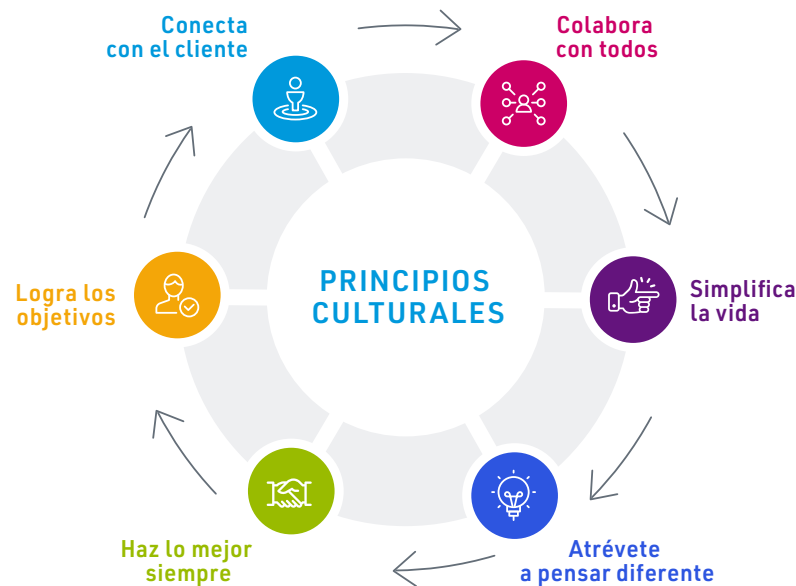 Conecta
con el cliente
Colabora
con todos
Simplifica
la vida
Atrévete
a pensar diferente
Haz lo mejor
siempre
Logra los
objetivos
PRINCIPIOS
CULTURALES